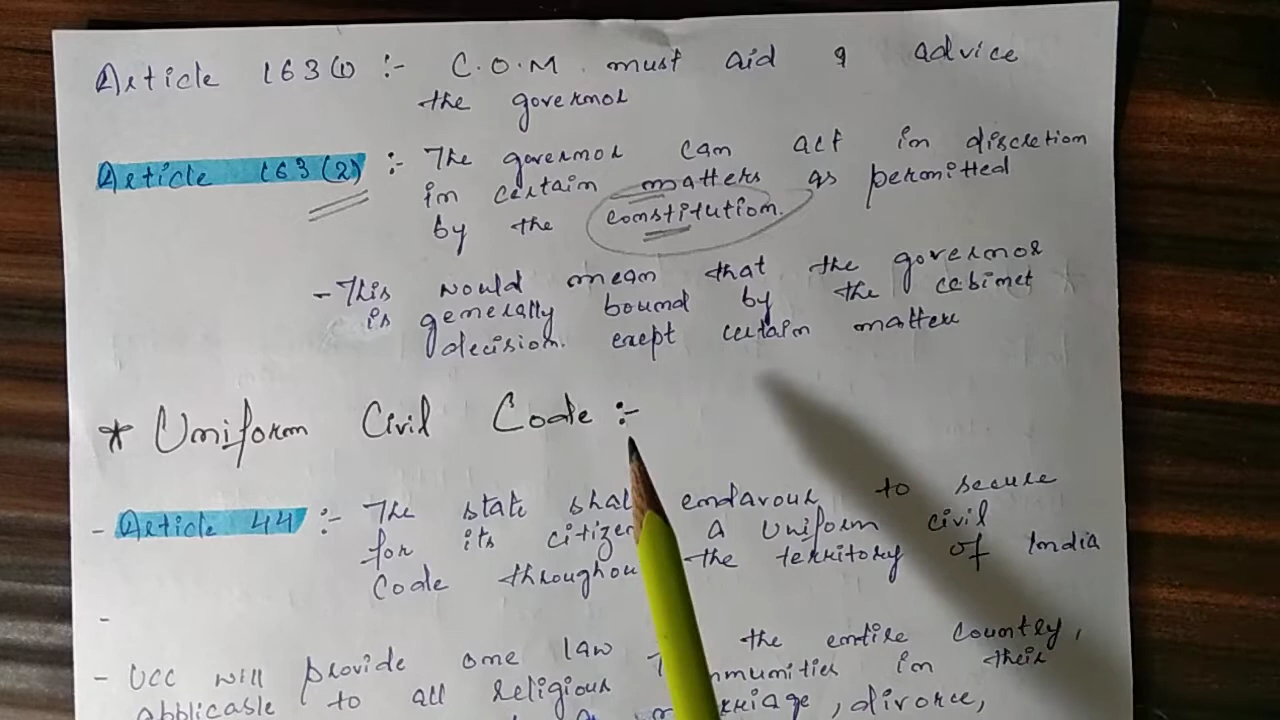 Article 163(1) :- C.O.M. must aid & advice
the governor
Article 163(2) :- The governor can act in discretion
in certain matters as permitted
by the constitution.
- This would mean that the governor
is generally bound by the cabinet
decision. exept certain matters
* Uniform Civil Code :-
- Article 44 :- The state shall endavour to secure
for its citizen a Uniform civil
Code throughou the territory of India
-
- UCC will provide one law the entire country,
applicable to all religious mmunities in their
rriage, divorce,